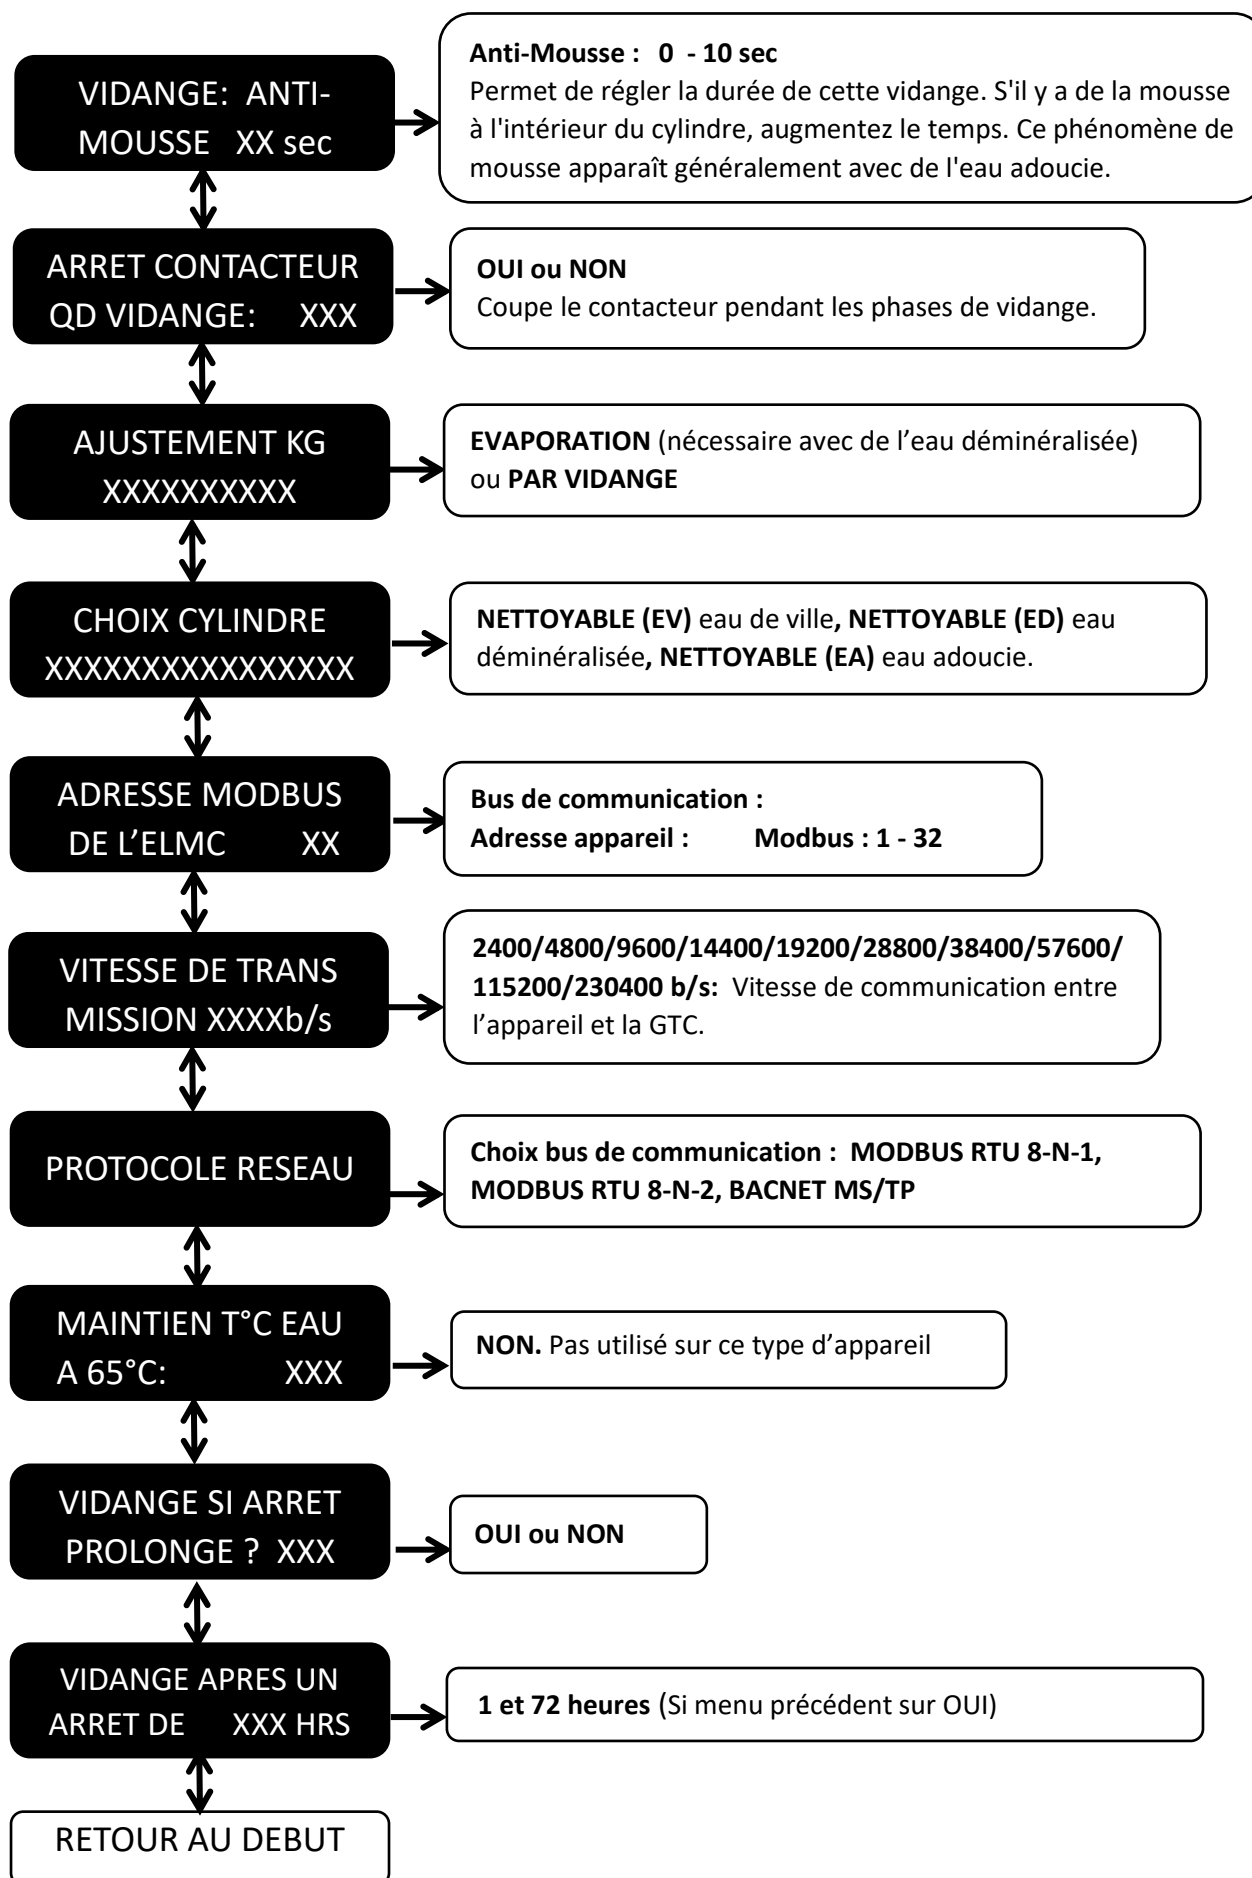 VIDANGE: ANTI-
MOUSSE XX sec
Anti-Mousse : 0 - 10 sec
Permet de régler la durée de cette vidange. S'il y a de la mousse
à l'intérieur du cylindre, augmentez le temps. Ce phénomène de
mousse apparaît généralement avec de l'eau adoucie.
ARRET CONTACTEUR
QD VIDANGE: XXX
OUI ou NON
Coupe le contacteur pendant les phases de vidange.
AJUSTEMENT KG
XXXXXXXXXX
EVAPORATION (nécessaire avec de l’eau déminéralisée)
ou PAR VIDANGE
CHOIX CYLINDRE
XXXXXXXXXXXXXXXX
NETTOYABLE (EV) eau de ville, NETTOYABLE (ED) eau
déminéralisée, NETTOYABLE (EA) eau adoucie.
ADRESSE MODBUS
DE L’ELMC XX
Bus de communication :
Adresse appareil : Modbus : 1 - 32
VITESSE DE TRANS
MISSION XXXXb/s
2400/4800/9600/14400/19200/28800/38400/57600/
115200/230400 b/s: Vitesse de communication entre
l’appareil et la GTC.
PROTOCOLE RESEAU
Choix bus de communication : MODBUS RTU 8-N-1,
MODBUS RTU 8-N-2, BACNET MS/TP
MAINTIEN T°C EAU
A 65°C: XXX
NON. Pas utilisé sur ce type d’appareil
VIDANGE SI ARRET
PROLONGE ? XXX
OUI ou NON
VIDANGE APRES UN
ARRET DE XXX HRS
1 et 72 heures (Si menu précédent sur OUI)
RETOUR AU DEBUT